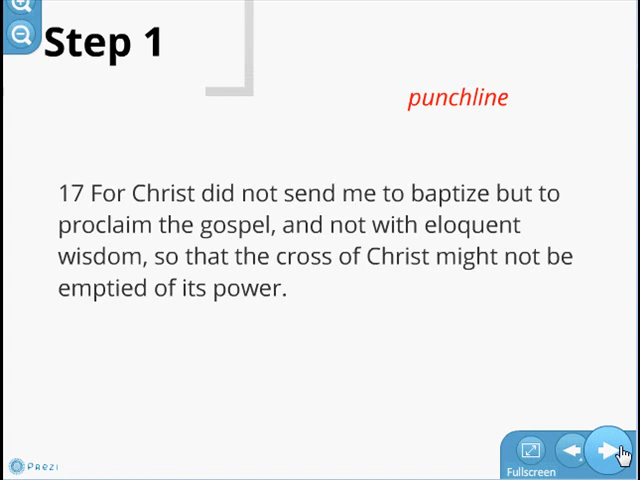 Step 1
punchline
17 For Christ did not send me to baptize but to
proclaim the gospel, and not with eloquent
wisdom, so that the cross of Christ might not be
emptied of its power.
Prezi
Fullscreen